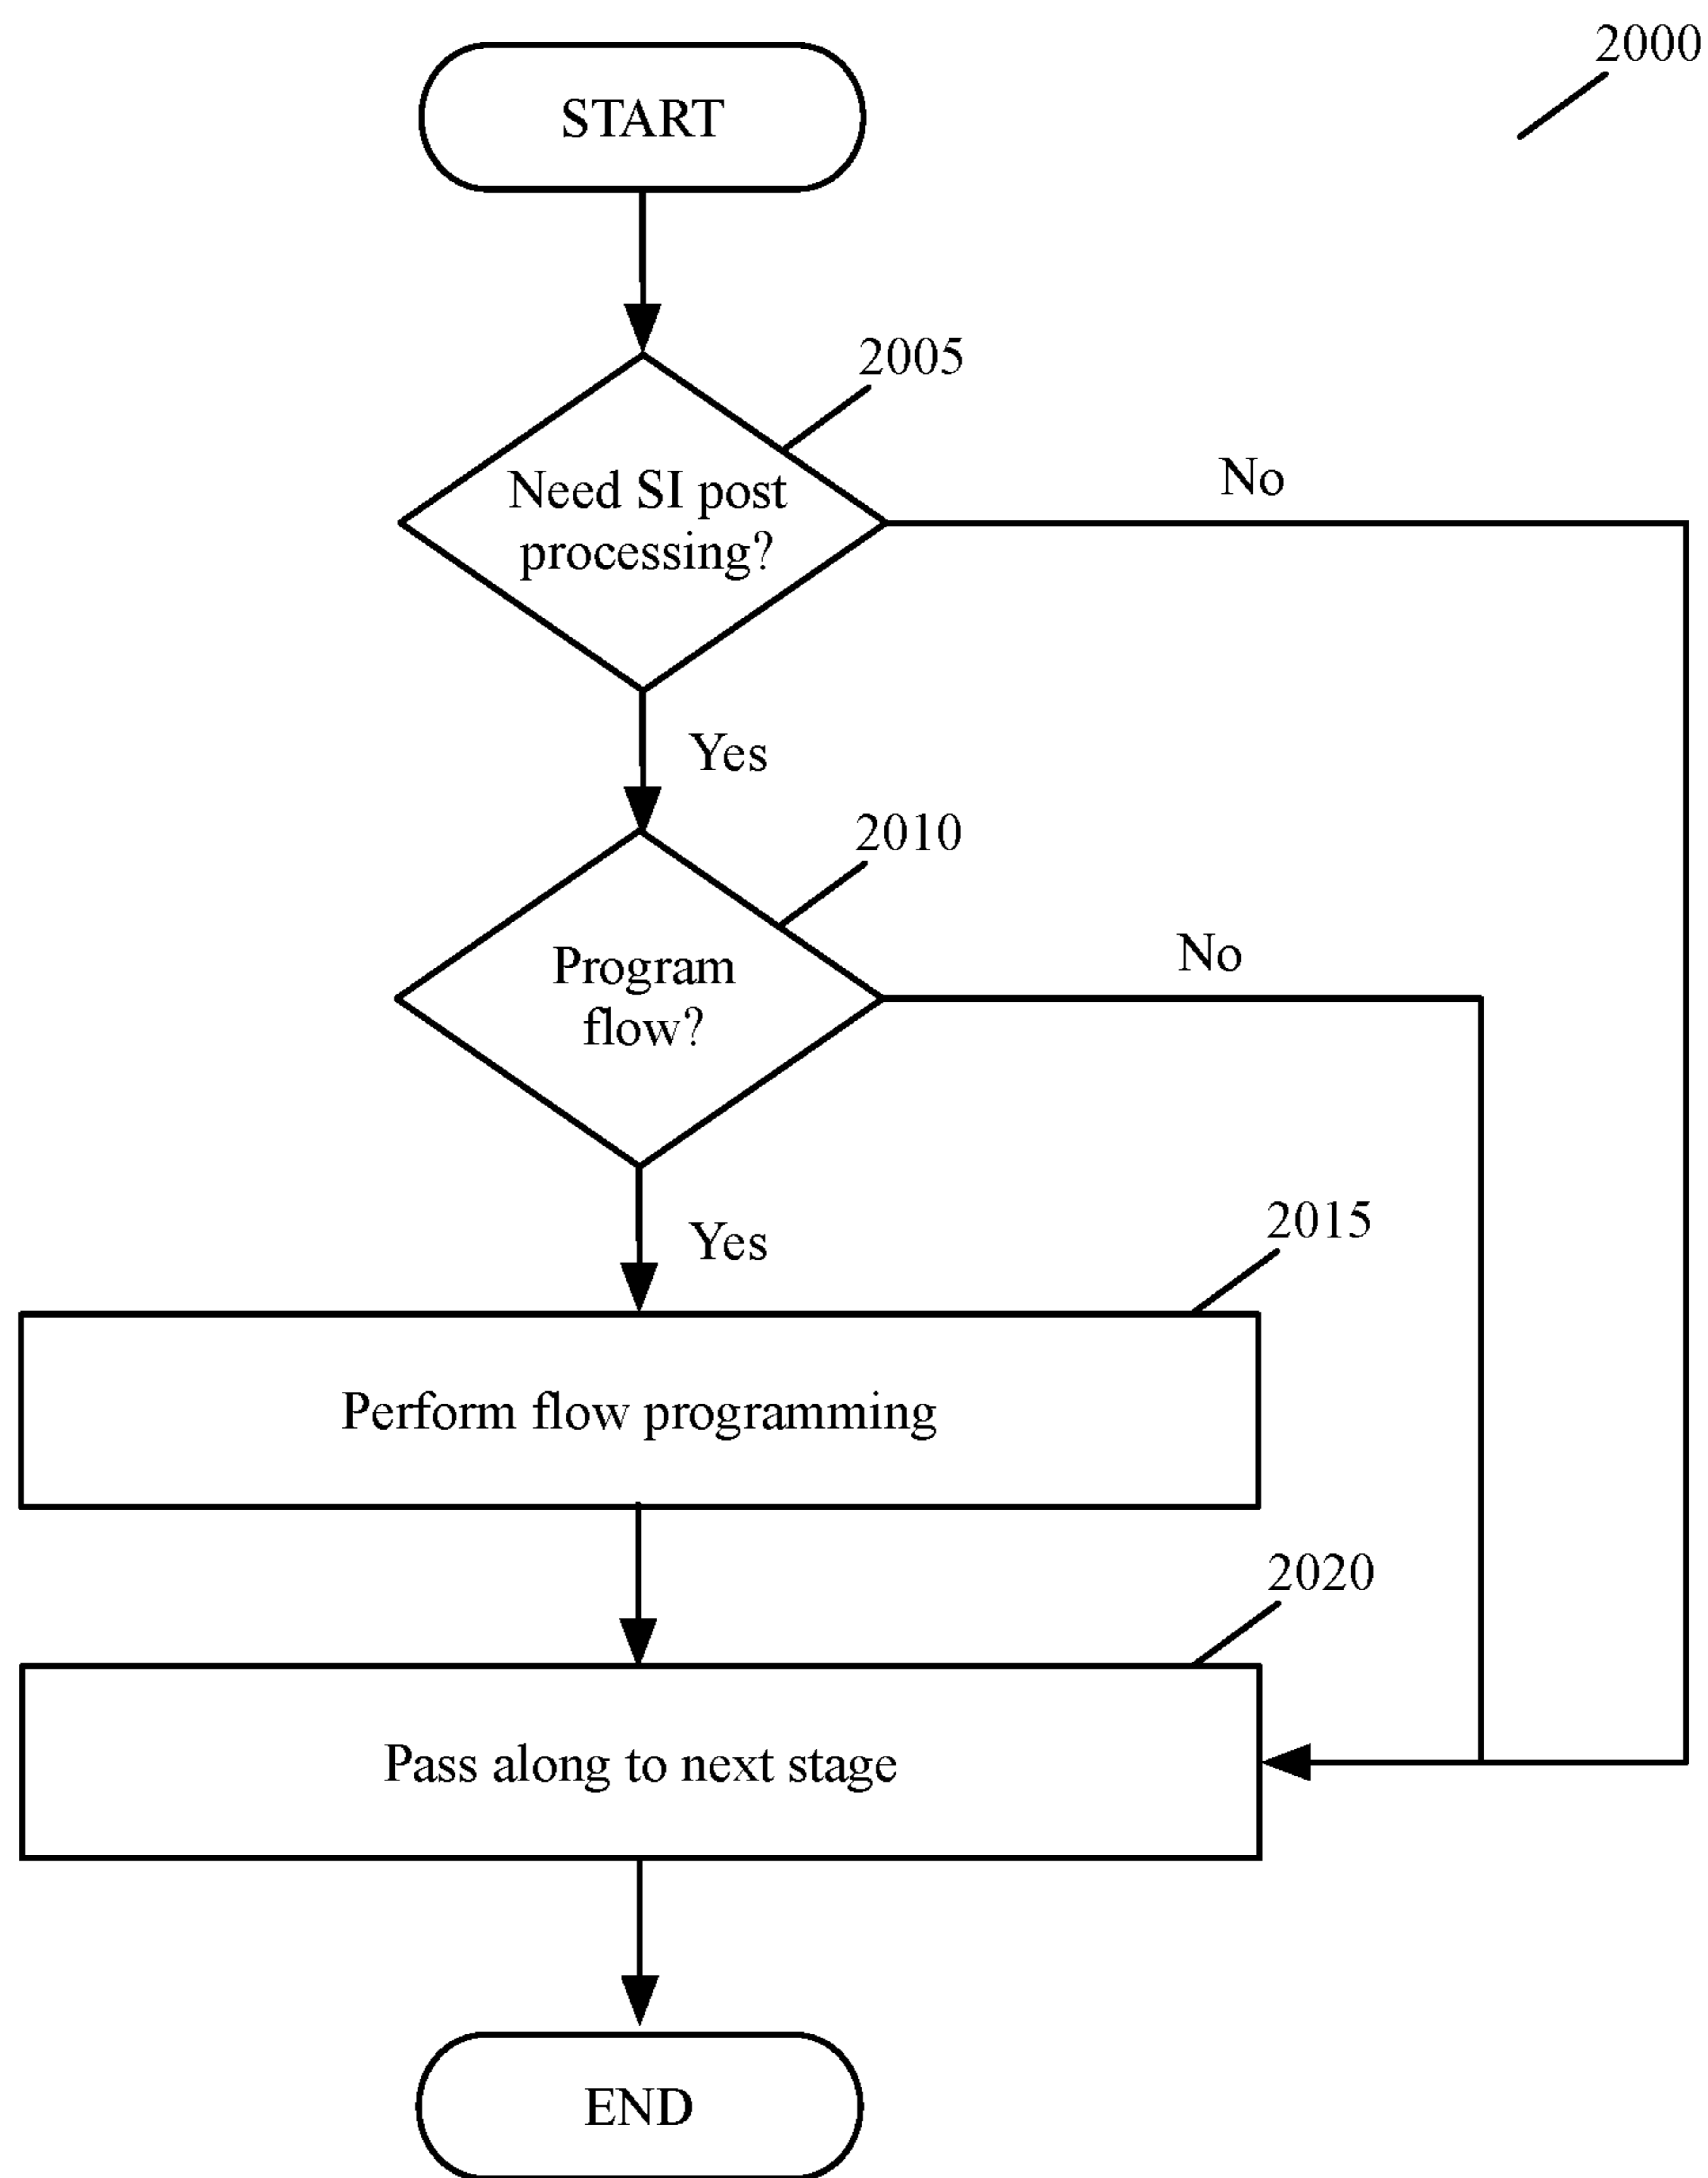 2000
START
2005
Need SI post
processing?
No
Yes
2010
Program
flow?
No
Yes
2015
Perform flow programming
2020
Pass along to next stage
END